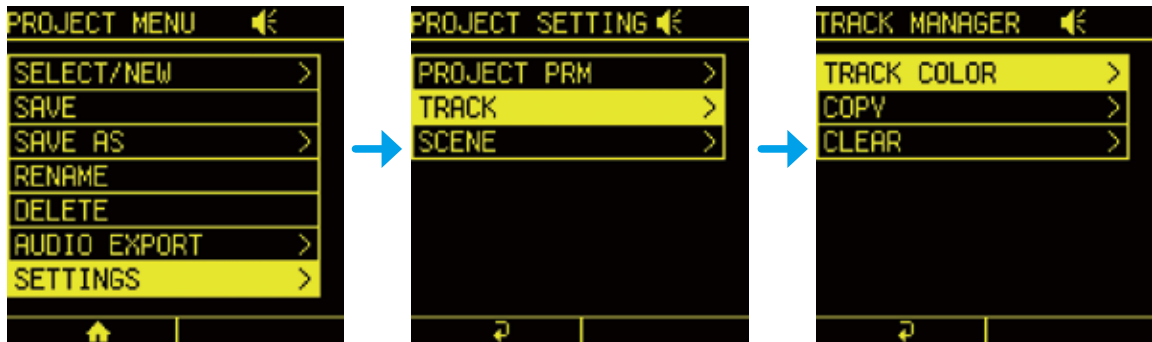 PROJECT MENU
SELECT/NEW >
SAVE
SAVE AS >
RENAME
DELETE
AUDIO EXPORT >
SETTINGS >
PROJECT SETTING
PROJECT PRM >
TRACK >
SCENE >
TRACK MANAGER
TRACK COLOR >
COPY >
CLEAR >